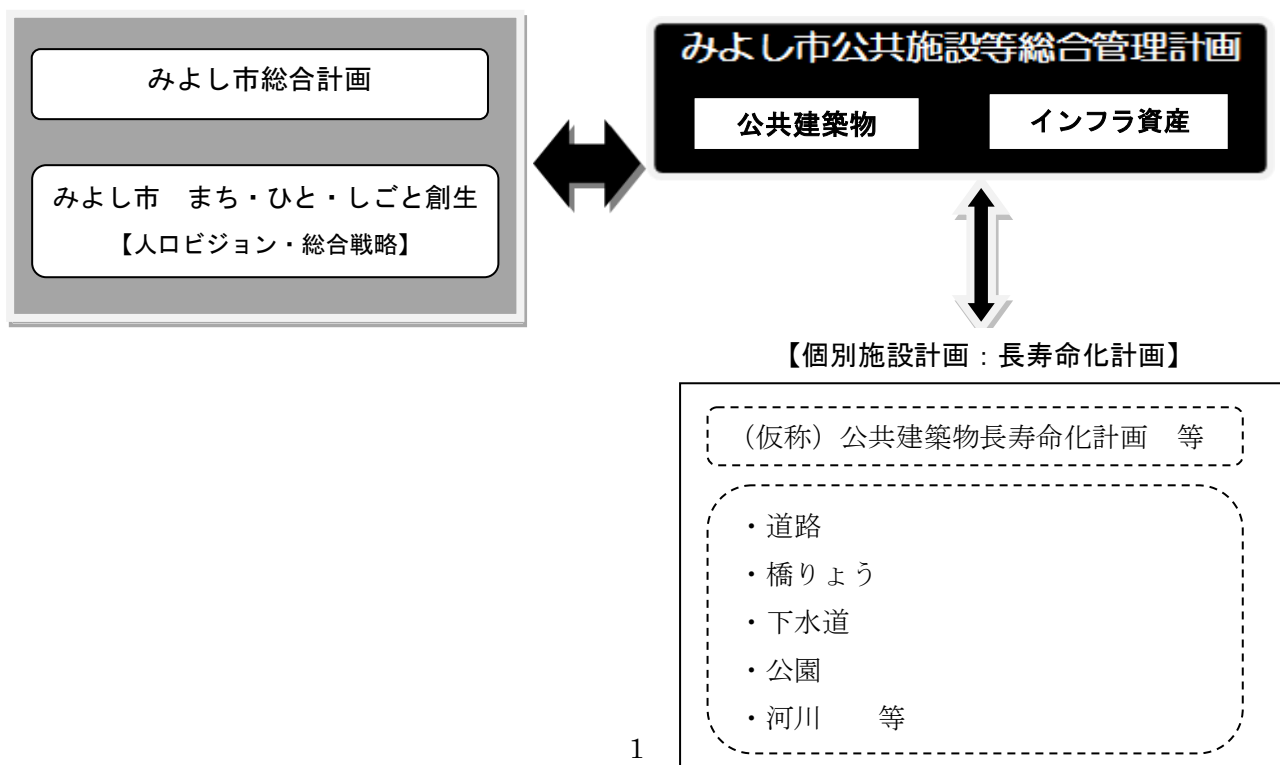 みよし市総合計画
みよし市　まち・ひと・しごと創生
【人口ビジョン・総合戦略】
みよし市公共施設等総合管理計画
公共建築物
インフラ資産
【個別施設計画：長寿命化計画】
（仮称）公共建築物長寿命化計画　等
・道路
・橋りょう
・下水道
・公園
・河川　　等
1